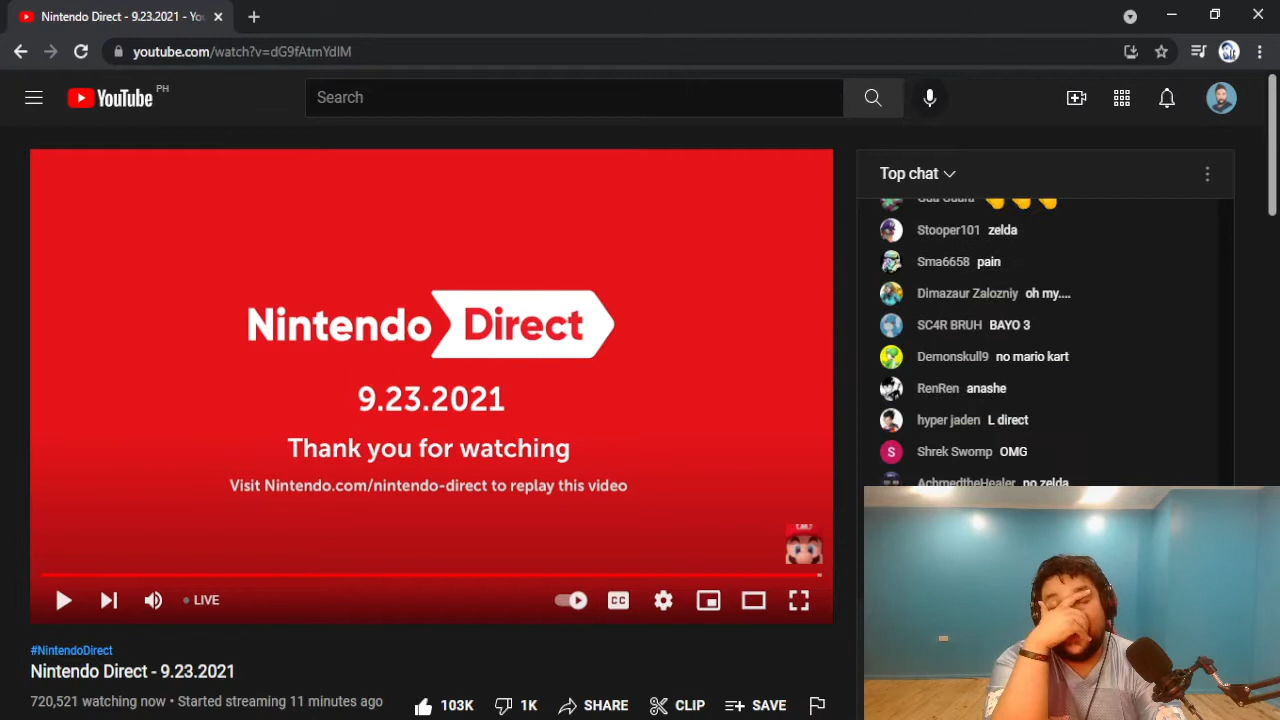 Nintendo Direct - 9.23.2021 - Yo
youtube.com/watch?v=dG9fAtmYdIM
YouTube PH
Search
Nintendo Direct
9.23.2021
Thank you for watching
Visit Nintendo.com/nintendo-direct to replay this video
LIVE
CC
#NintendoDirect
Nintendo Direct - 9.23.2021
720,521 watching now • Started streaming 11 minutes ago
103K 1K SHARE CLIP SAVE
Top chat
Stooper101 zelda
Sma6658 pain
Dimazaur Zalozniy oh my....
SC4R BRUH BAYO 3
Demonskull9 no mario kart
RenRen anashe
hyper jaden L direct
S Shrek Swomp OMG
AchmedtheHealer no zelda